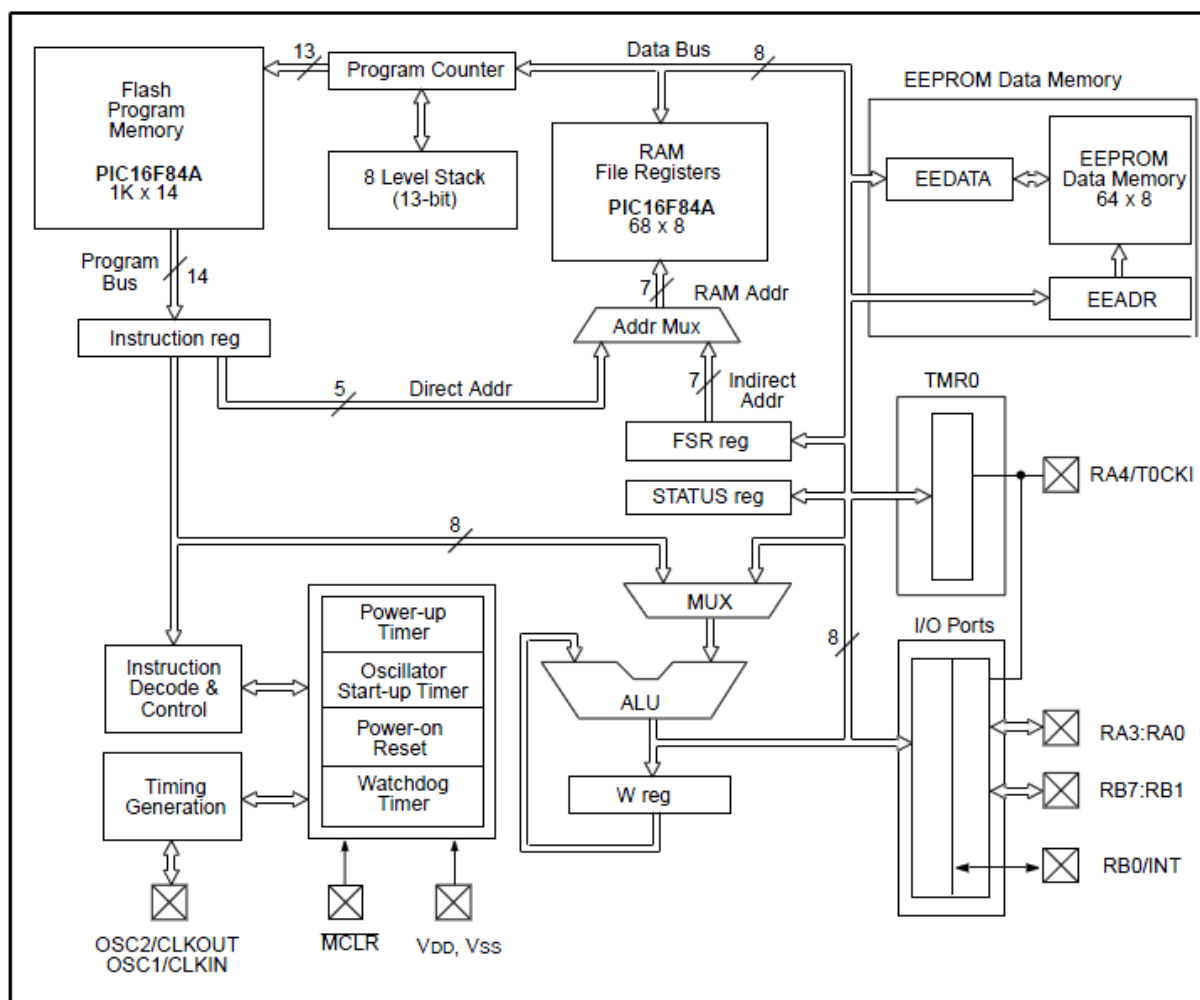 13
Program Counter
Data Bus
8
Flash
Program
Memory
PIC16F84A
1K x 14
8 Level Stack
(13-bit)
RAM
File Registers
PIC16F84A
68 x 8
EEPROM Data Memory
EEDATA
EEPROM
Data Memory
64 x 8
EEADR
Program
Bus
14
7
RAM Addr
Addr Mux
Instruction reg
5
Direct Addr
7
Indirect
Addr
FSR reg
STATUS reg
TMR0
RA4/T0CKI
8
MUX
8
ALU
W reg
I/O Ports
RA3:RA0
RB7:RB1
RB0/INT
Instruction
Decode &
Control
Timing
Generation
Power-up
Timer
Oscillator
Start-up Timer
Power-on
Reset
Watchdog
Timer
OSC2/CLKOUT
OSC1/CLKIN
MCLR
VDD, VSS